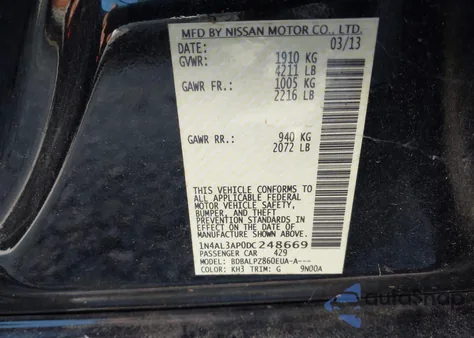 MFD BY NISSAN MOTOR CO., LTD.
DATE: 03/13
GVWR: 1910 KG
4211 LB
GAWR FR.: 1005 KG
2216 LB
GAWR RR.: 940 KG
2072 LB
THIS VEHICLE CONFORMS TO
ALL APPLICABLE FEDERAL
MOTOR VEHICLE SAFETY,
BUMPER, AND THEFT
PREVENTION STANDARDS IN
EFFECT ON THE DATE OF
MANUFACTURE SHOWN ABOVE.
1N4AL3AP0DC248669
PASSENGER CAR 429
MODEL: BDBALPZ86OEUA-A---
COLOR: KH3 TRIM: G 9N00A
AutoSnap